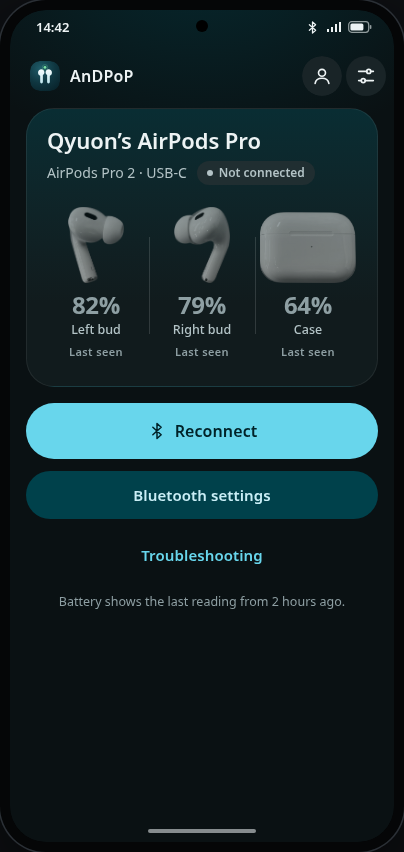 14:42
AnDPoP
Qyuon’s AirPods Pro
AirPods Pro 2 · USB-C
Not connected
82%
79%
64%
Left bud
Right bud
Case
Last seen
Last seen
Last seen
Reconnect
Bluetooth settings
Troubleshooting
Battery shows the last reading from 2 hours ago.